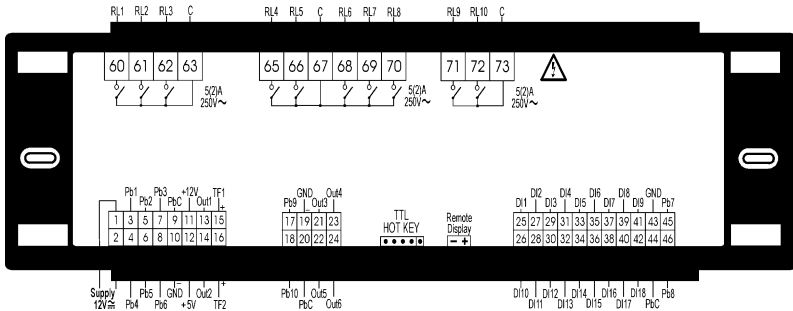 RL1 RL2 RL3 C RL4 RL5 C RL6 RL7 RL8 RL9 RL10 C
60 61 62 63 65 66 67 68 69 70 71 72 73
5(2)A 5(2)A 5(2)A
250V~ 250V~ 250V~
Pb1 Pb2 Pb3 PbC +12V Out1 TF1
+
1 3 5 7 9 11 13 15
2 4 6 8 10 12 14 16
Supply
12V
Pb4 Pb5 Pb6 GND +5V Out2 TF2
− +
Pb9 GND Out3 Out4
−
17 19 21 23
18 20 22 24
Pb10 PbC Out5 Out6
TTL
HOT KEY
Remote
Display
− +
DI1 DI2 DI3 DI4 DI5 DI6 DI7 DI8 DI9 GND Pb7
25 27 29 31 33 35 37 39 41 43 45
26 28 30 32 34 36 38 40 42 44 46
DI10 DI11 DI12 DI13 DI14 DI15 DI16 DI17 DI18 PbC Pb8